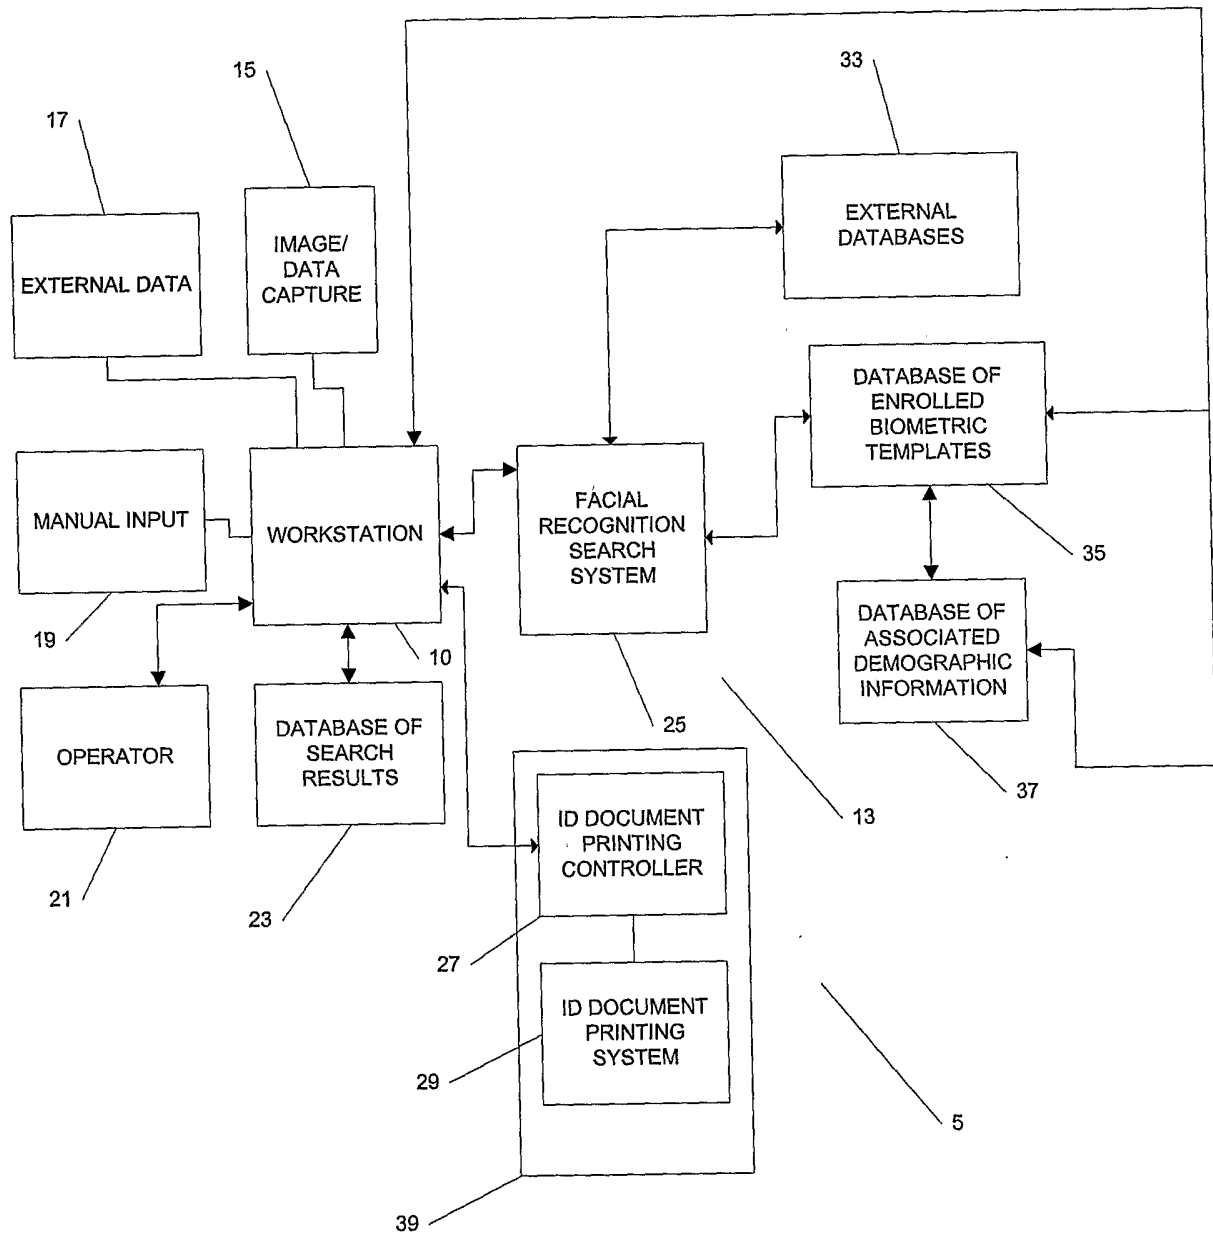 15
33
17
EXTERNAL DATA
IMAGE/
DATA
CAPTURE
EXTERNAL
DATABASES
DATABASE OF
ENROLLED
BIOMETRIC
TEMPLATES
MANUAL INPUT
WORKSTATION
FACIAL
RECOGNITION
SEARCH
SYSTEM
35
19
10
DATABASE OF
ASSOCIATED
DEMOGRAPHIC
INFORMATION
OPERATOR
DATABASE OF
SEARCH
RESULTS
25
37
13
ID DOCUMENT
PRINTING
CONTROLLER
21
23
27
ID DOCUMENT
PRINTING
SYSTEM
29
5
39